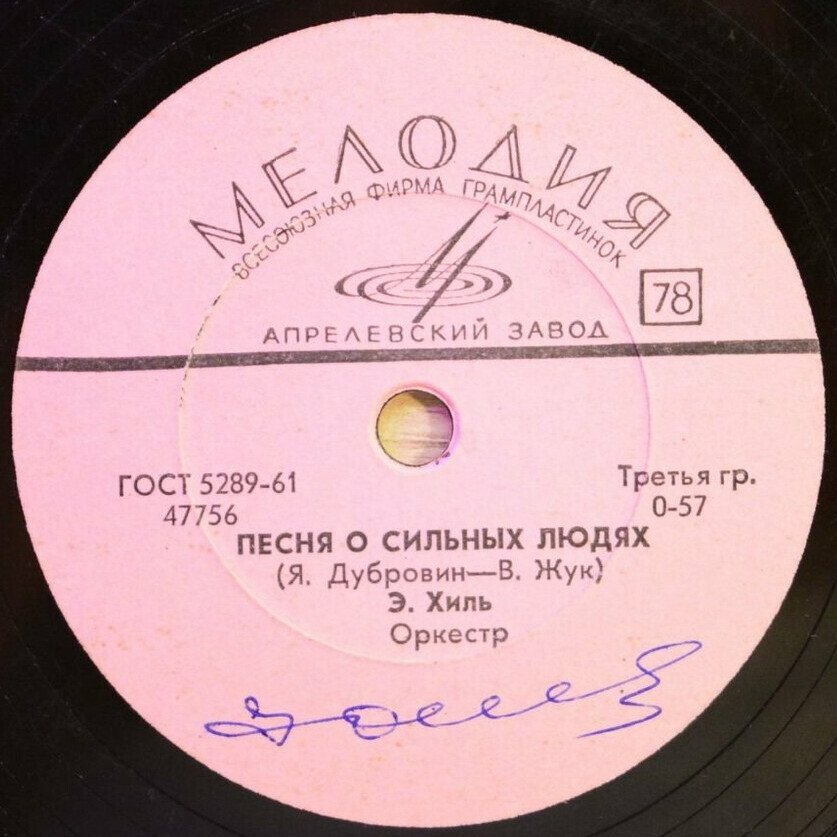 МЕЛОДИЯ
ВСЕСОЮЗНАЯ ФИРМА ГРАМПЛАСТИНОК
78
АПРЕЛЕВСКИЙ ЗАВОД
ГОСТ 5289-61
47756
Третья гр.
0-57
ПЕСНЯ О СИЛЬНЫХ ЛЮДЯХ
(Я. Дубровин—В. Жук)
Э. Хиль
Оркестр